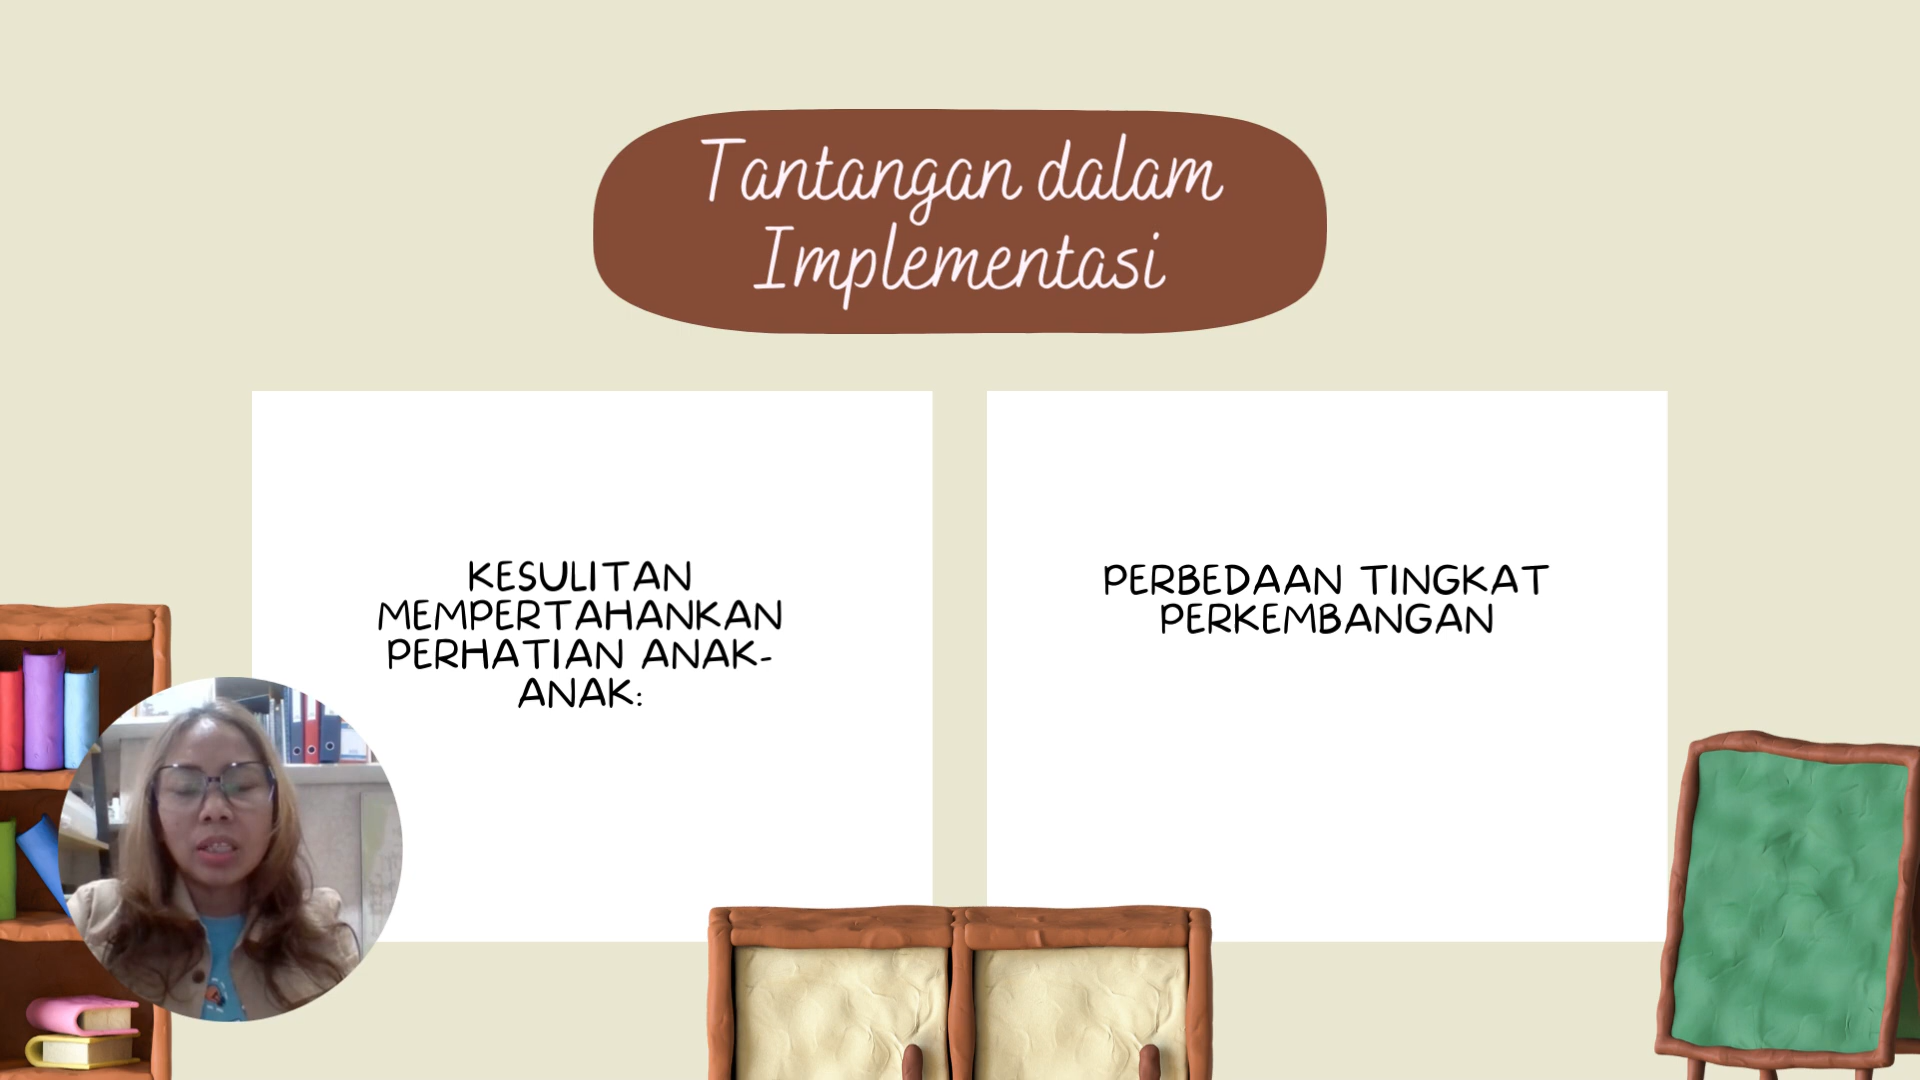 Tantangan dalam
Implementasi
KESULITAN
MEMPERTAHANKAN
PERHATIAN ANAK-
ANAK:
PERBEDAAN TINGKAT
PERKEMBANGAN